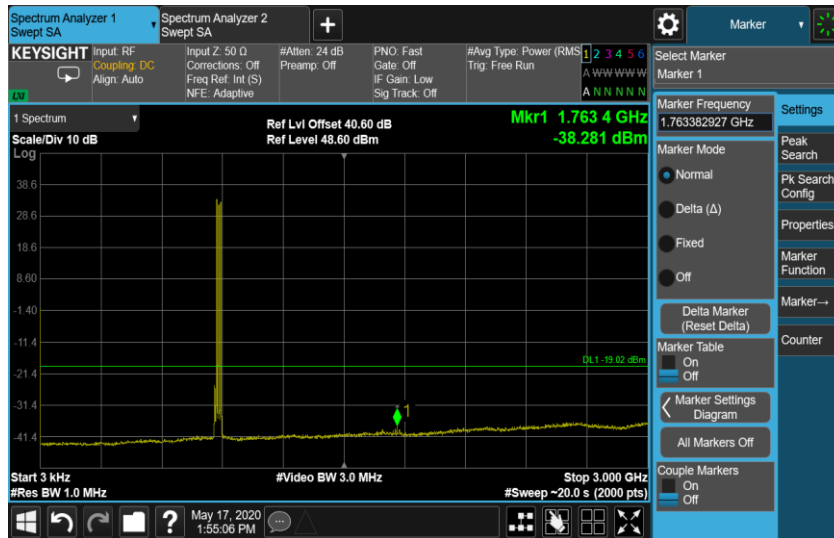 Spectrum Analyzer 1
Swept SA
Spectrum Analyzer 2
Swept SA
+
Marker
KEYSIGHT
Input: RF
Coupling: DC
Align: Auto
Input Z: 50 Ω
Corrections: Off
Freq Ref: Int (S)
NFE: Adaptive
#Atten: 24 dB
Preamp: Off
PNO: Fast
Gate: Off
IF Gain: Low
Sig Track: Off
#Avg Type: Power (RMS
Trig: Free Run
1 2 3 4 5 6
A W W W W W
A N N N N N
LXI
Select Marker
Marker 1
1 Spectrum
Scale/Div 10 dB
Log
Ref Lvl Offset 40.60 dB
Ref Level 48.60 dBm
Mkr1 1.763 4 GHz
-38.281 dBm
38.6
28.6
18.6
8.60
-1.40
-11.4
-21.4
-31.4
-41.4
DL1 -19.02 dBm
1
Start 3 kHz
#Res BW 1.0 MHz
#Video BW 3.0 MHz
Stop 3.000 GHz
#Sweep ~20.0 s (2000 pts)
Marker Frequency
1.763382927 GHz
Marker Mode
Normal
Delta (Δ)
Fixed
Off
Delta Marker
(Reset Delta)
Marker Table
On
Off
Marker Settings
Diagram
All Markers Off
Couple Markers
On
Off
Settings
Peak
Search
Pk Search
Config
Properties
Marker
Function
Marker→
Counter
?
May 17, 2020
1:55:06 PM